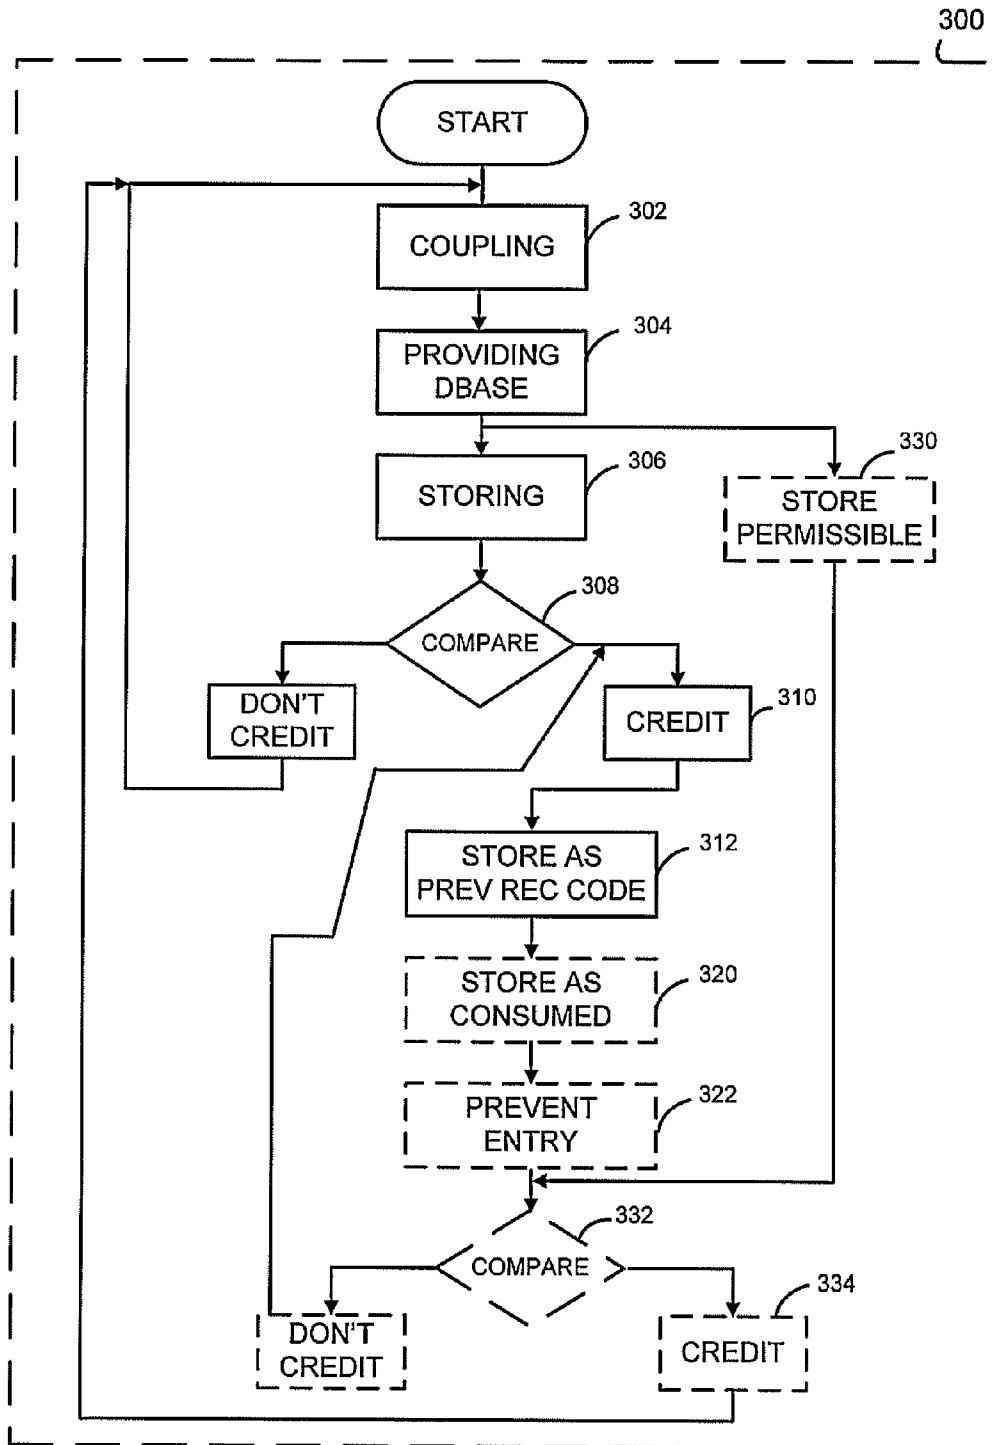 300
START
COUPLING
302
PROVIDING
DBASE
304
STORING
306
STORE
PERMISSIBLE
330
COMPARE
308
DON'T
CREDIT
CREDIT
310
STORE AS
PREV REC CODE
312
STORE AS
CONSUMED
320
PREVENT
ENTRY
322
COMPARE
332
DON'T
CREDIT
CREDIT
334